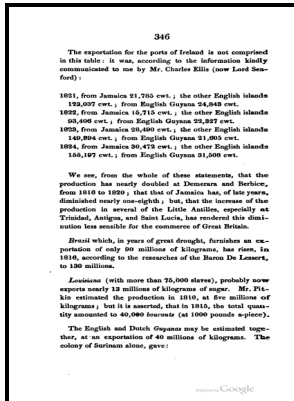 346
The exportation for the ports of Ireland is not comprised
in this table: it was, according to the information kindly
communicated to me by Mr. Charles Ellis (now Lord Sea-
ford):
1821, from Jamaica 21,785 cwt.; the other English islands
123,037 cwt.; from English Guyana 24,843 cwt.
1822, from Jamaica 15,715 cwt.; the other English islands
93,406 cwt.; from English Guyana 22,327 cwt.
1823, from Jamaica 28,490 cwt.; the other English islands
149,894 cwt.; from English Guyana 21,605 cwt.
1824, from Jamaica 30,472 cwt.; the other English islands
155,197 cwt.; from English Guyana 31,508 cwt.
We see, from the whole of these statements, that the
production has nearly doubled at Demerara and Berbice,
from 1816 to 1820; that that of Jamaica has, of late years,
diminished nearly one-eighth; but, that the increase of the
production in several of the Little Antilles, especially at
Trinidad, Antigua, and Saint Lucia, has rendered this dimi-
nution less sensible for the commerce of Great Britain.
Brasil which, in years of great drought, furnishes an ex-
portation of only 90 millions of kilograms, has risen, in
1816, according to the researches of the Baron De Lessert,
to 130 millions.
Louisiana (with more than 75,000 slaves), probably now
exports nearly 13 millions of kilograms of sugar. Mr. Pit-
kin estimated the production in 1810, at five millions of
kilograms; but it is asserted, that in 1815, the total quan-
tity amounted to 40,000 boucouts (at 1000 pounds a-piece).
The English and Dutch Guyanas may be estimated toge-
ther, at an exportation of 40 millions of kilograms. The
colony of Surinam alone, gave:
Digitized by Google